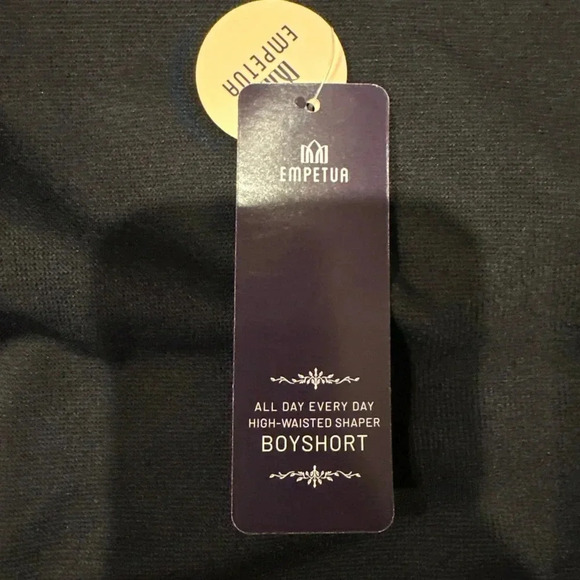 EMPETUA
EMPETUA
ALL DAY EVERY DAY
HIGH-WAISTED SHAPER
BOYSHORT